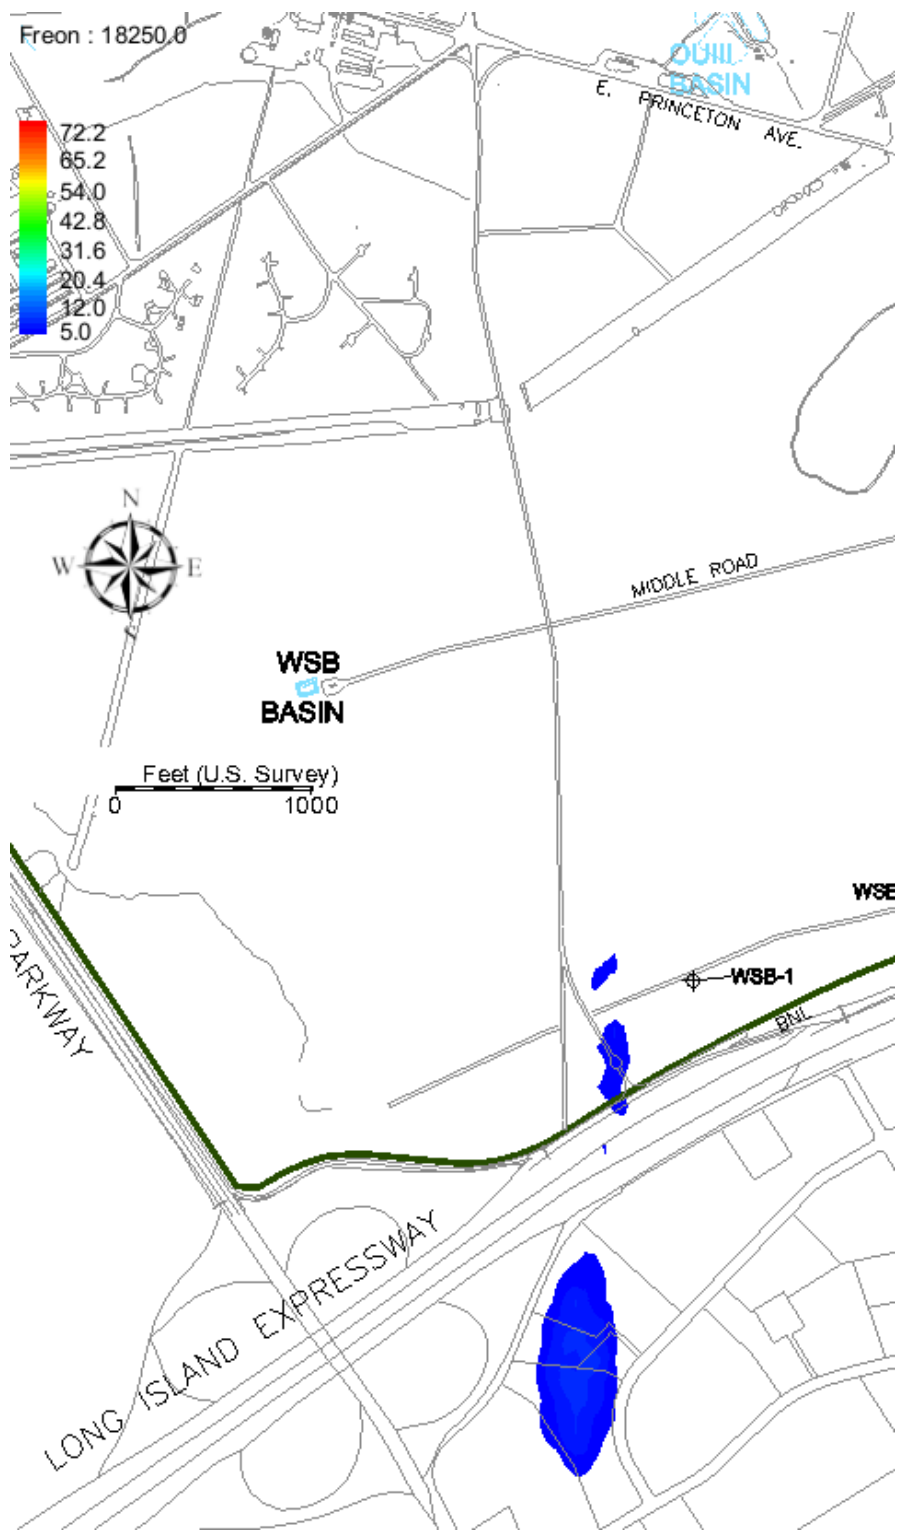 Freon : 18250.0
OUIII
BASIN
E. PRINCETON AVE.
72.2
65.2
54.0
42.8
31.6
20.4
12.0
5.0
N
W E
S
MIDDLE ROAD
WSB
BASIN
Feet (U.S. Survey)
0 1000
WSB
WSB-1
PARKWAY
BNL
LONG ISLAND EXPRESSWAY